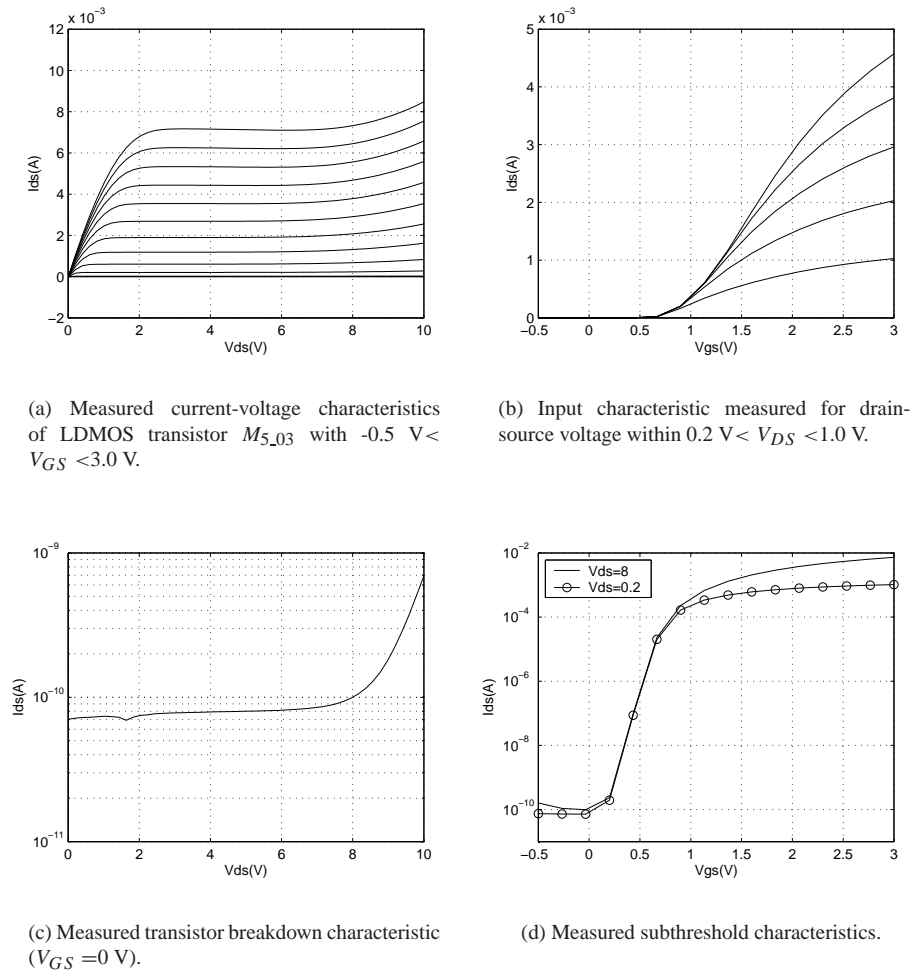 x 10⁻³
12
10
8
6
4
2
0
−2
0 2 4 6 8 10
Vds(V)
Ids(A)
x 10⁻³
5
4
3
2
1
0
−0.5 0 0.5 1 1.5 2 2.5 3
Vgs(V)
Ids(A)
(a) Measured current-voltage characteristics
of LDMOS transistor M5_03 with -0.5 V<
VGS <3.0 V.
(b) Input characteristic measured for drain-
source voltage within 0.2 V< VDS <1.0 V.
10⁻⁹
10⁻¹⁰
10⁻¹¹
0 2 4 6 8 10
Vds(V)
Ids(A)
10⁻²
10⁻⁴
10⁻⁶
10⁻⁸
10⁻¹⁰
−0.5 0 0.5 1 1.5 2 2.5 3
Vgs(V)
Ids(A)
Vds=8
Vds=0.2
(c) Measured transistor breakdown characteristic
(VGS =0 V).
(d) Measured subthreshold characteristics.